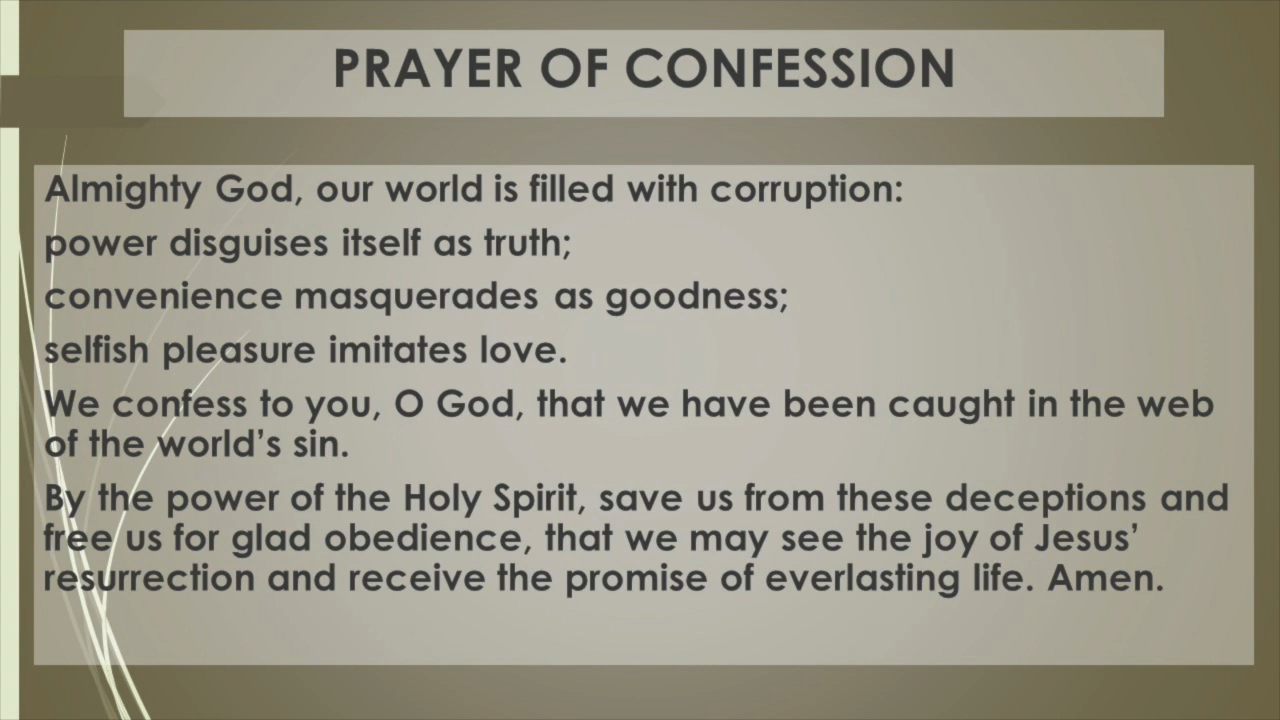 PRAYER OF CONFESSION
Almighty God, our world is filled with corruption:
power disguises itself as truth;
convenience masquerades as goodness;
selfish pleasure imitates love.
We confess to you, O God, that we have been caught in the web
of the world’s sin.
By the power of the Holy Spirit, save us from these deceptions and
free us for glad obedience, that we may see the joy of Jesus’
resurrection and receive the promise of everlasting life. Amen.